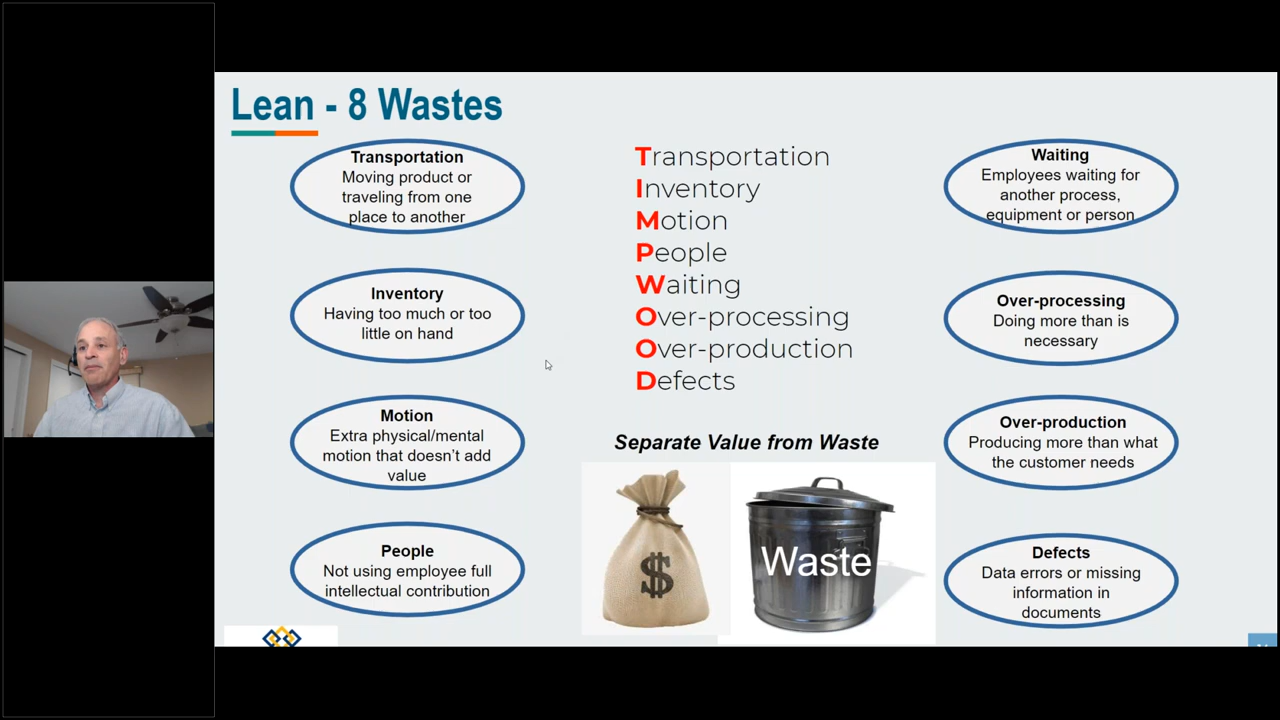 Lean - 8 Wastes
Transportation
Moving product or
traveling from one
place to another
Inventory
Having too much or too
little on hand
Motion
Extra physical/mental
motion that doesn't add
value
People
Not using employee full
intellectual contribution
Transportation
Inventory
Motion
People
Waiting
Over-processing
Over-production
Defects
Separate Value from Waste
$
Waste
Waiting
Employees waiting for
another process,
equipment or person
Over-processing
Doing more than is
necessary
Over-production
Producing more than what
the customer needs
Defects
Data errors or missing
information in
documents